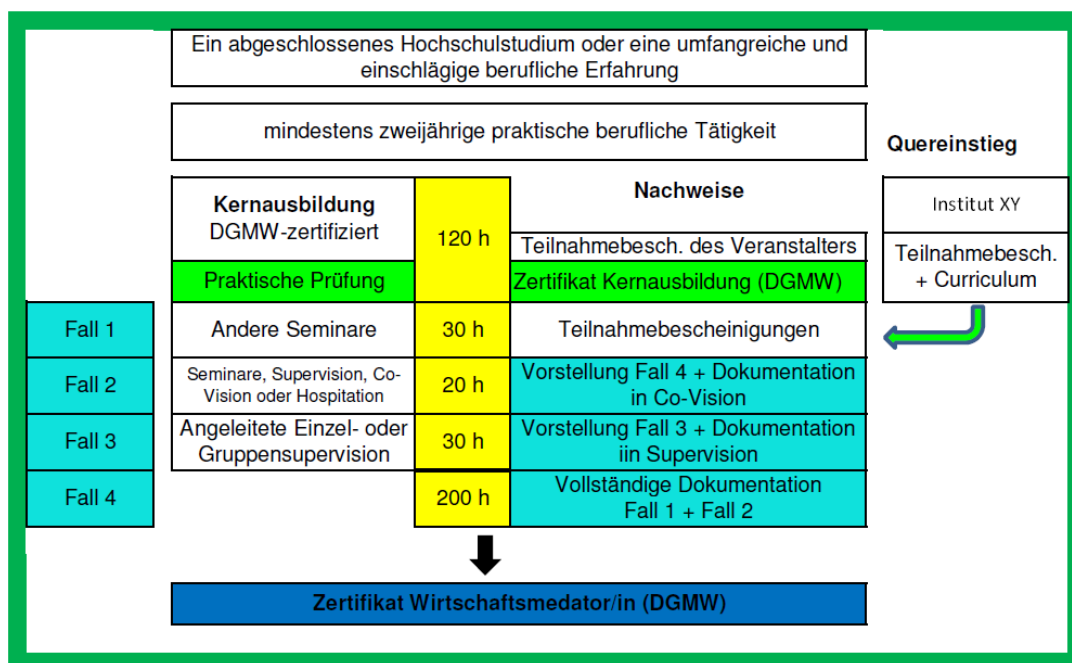 Ein abgeschlossenes Hochschulstudium oder eine umfangreiche und
einschlägige berufliche Erfahrung
mindestens zweijährige praktische berufliche Tätigkeit
Quereinstieg
Kernausbildung
DGMW-zertifiziert
120 h
Nachweise
Teilnahmebesch. des Veranstalters
Institut XY
Teilnahmebesch.
+ Curriculum
Praktische Prüfung
Zertifikat Kernausbildung (DGMW)
Fall 1
Andere Seminare
30 h
Teilnahmebescheinigungen
Fall 2
Seminare, Supervision, Co-
Vision oder Hospitation
20 h
Vorstellung Fall 4 + Dokumentation
in Co-Vision
Fall 3
Angeleitete Einzel- oder
Gruppensupervision
30 h
Vorstellung Fall 3 + Dokumentation
iin Supervision
Fall 4
200 h
Vollständige Dokumentation
Fall 1 + Fall 2
Zertifikat Wirtschaftsmedator/in (DGMW)